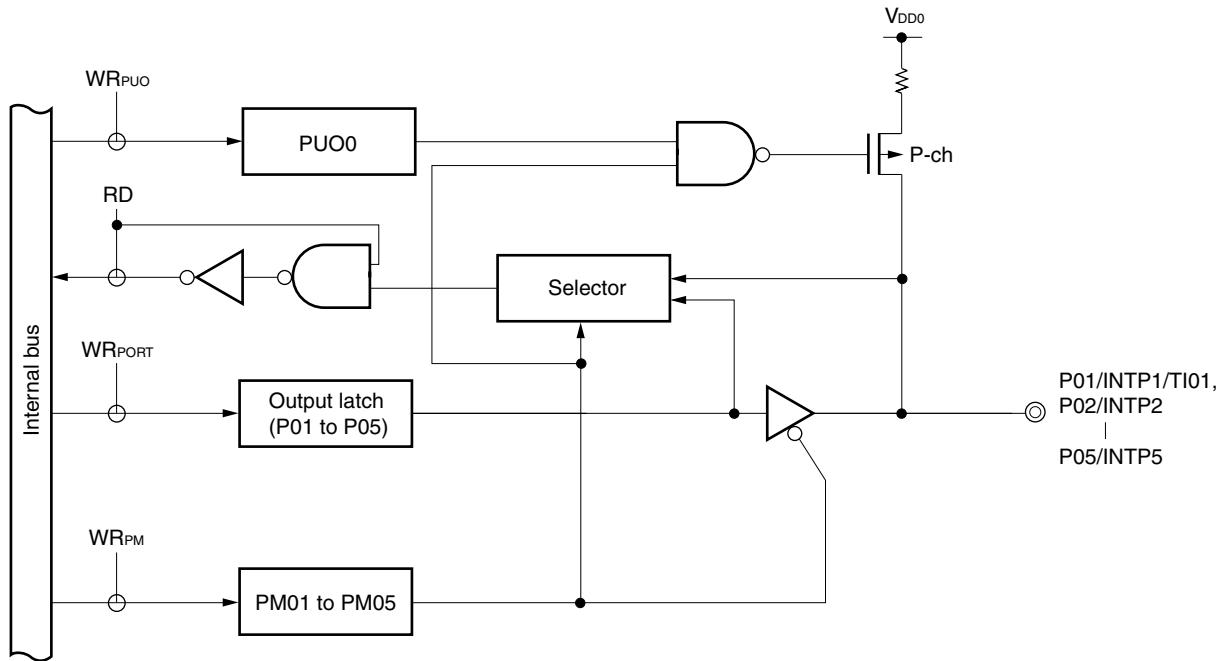 VDD0
WRPUO
PUO0
P-ch
RD
Selector
Internal bus
WRPORT
Output latch
(P01 to P05)
P01/INTP1/TI01,
P02/INTP2
P05/INTP5
WRPM
PM01 to PM05